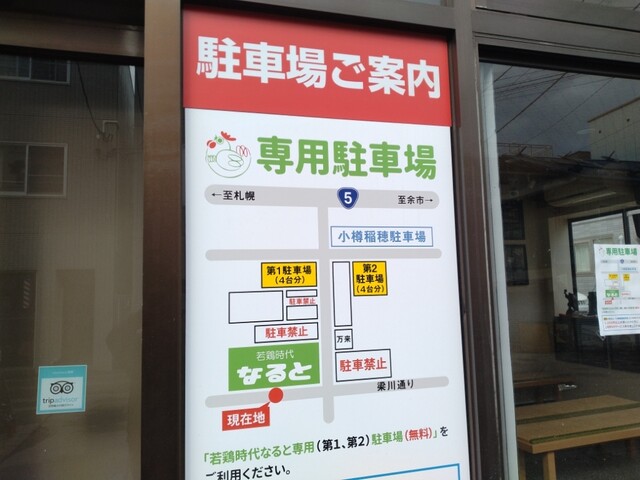 駐車場ご案内
専用駐車場
←至札幌
5
至余市→
小樽稲穂駐車場
第1駐車場
(4台分)
第2
駐車場
(4台分)
駐車禁止
駐車禁止
万来
若鶏時代
なると
駐車禁止
梁川通り
現在地
「若鶏時代なると専用(第1、第2)駐車場(無料)」を
ご利用ください。
tripadvisor
専用駐車場